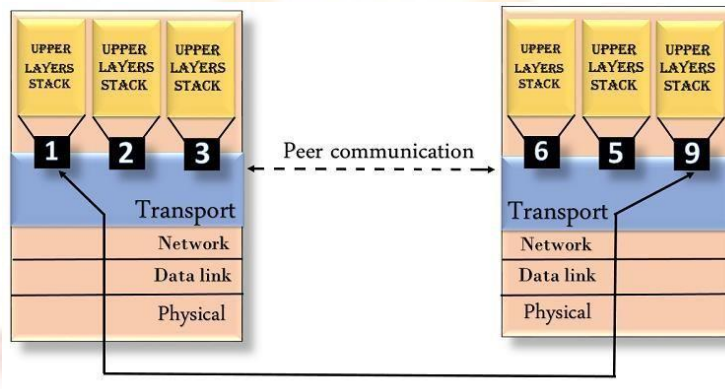 UPPER LAYERS STACK
UPPER LAYERS STACK
UPPER LAYERS STACK
1
2
3
Transport
Network
Data link
Physical
Peer communication
UPPER LAYERS STACK
UPPER LAYERS STACK
UPPER LAYERS STACK
6
5
9
Transport
Network
Data link
Physical